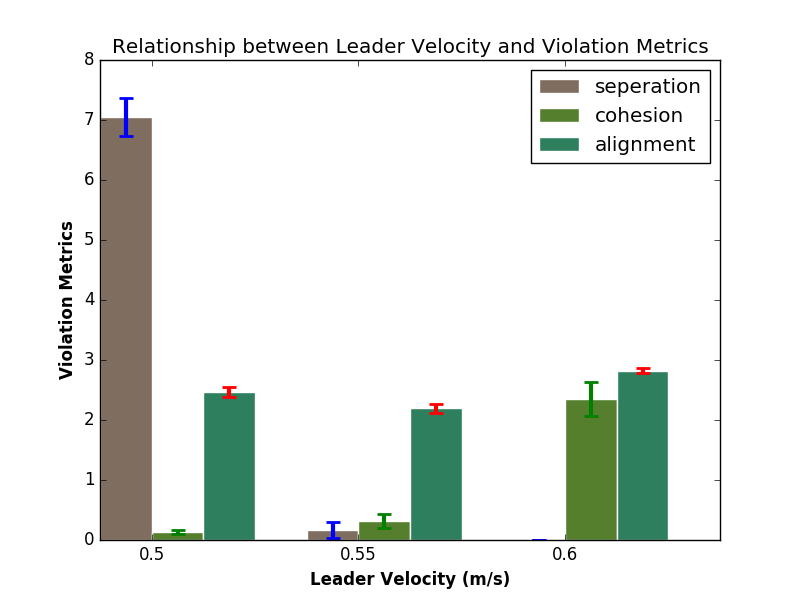 Relationship between Leader Velocity and Violation Metrics
8
7
6
5
4
3
2
1
0
Violation Metrics
seperation
cohesion
alignment
0.5 0.55 0.6
Leader Velocity (m/s)